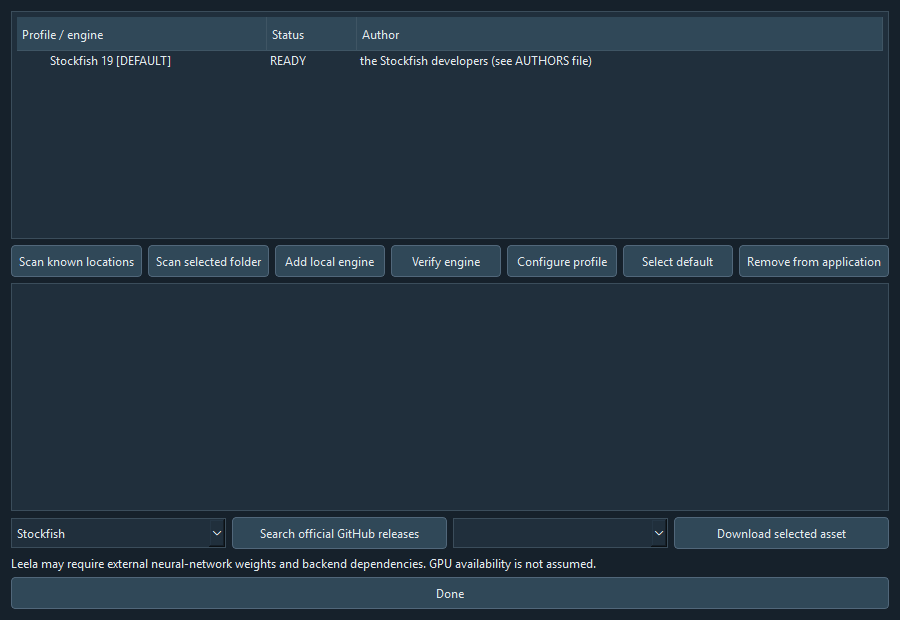 Profile / engine Status Author
Stockfish 19 [DEFAULT] READY the Stockfish developers (see AUTHORS file)
Scan known locations Scan selected folder Add local engine Verify engine Configure profile Select default Remove from application
Stockfish Search official GitHub releases Download selected asset
Leela may require external neural-network weights and backend dependencies. GPU availability is not assumed.
Done